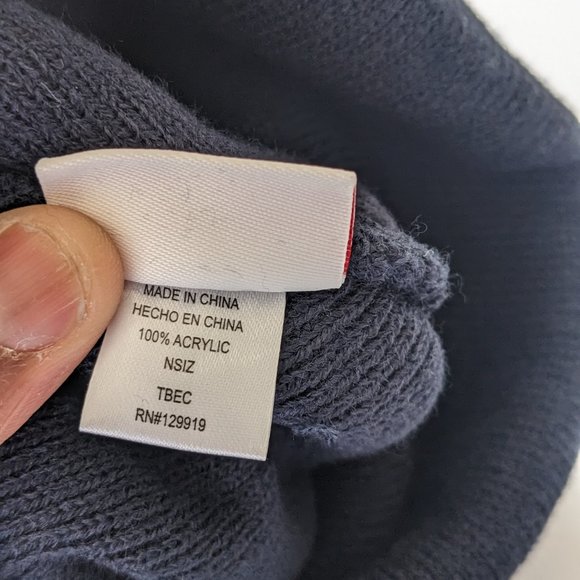 MADE IN CHINA
HECHO EN CHINA
100% ACRYLIC
NSIZ
TBEC
RN#129919